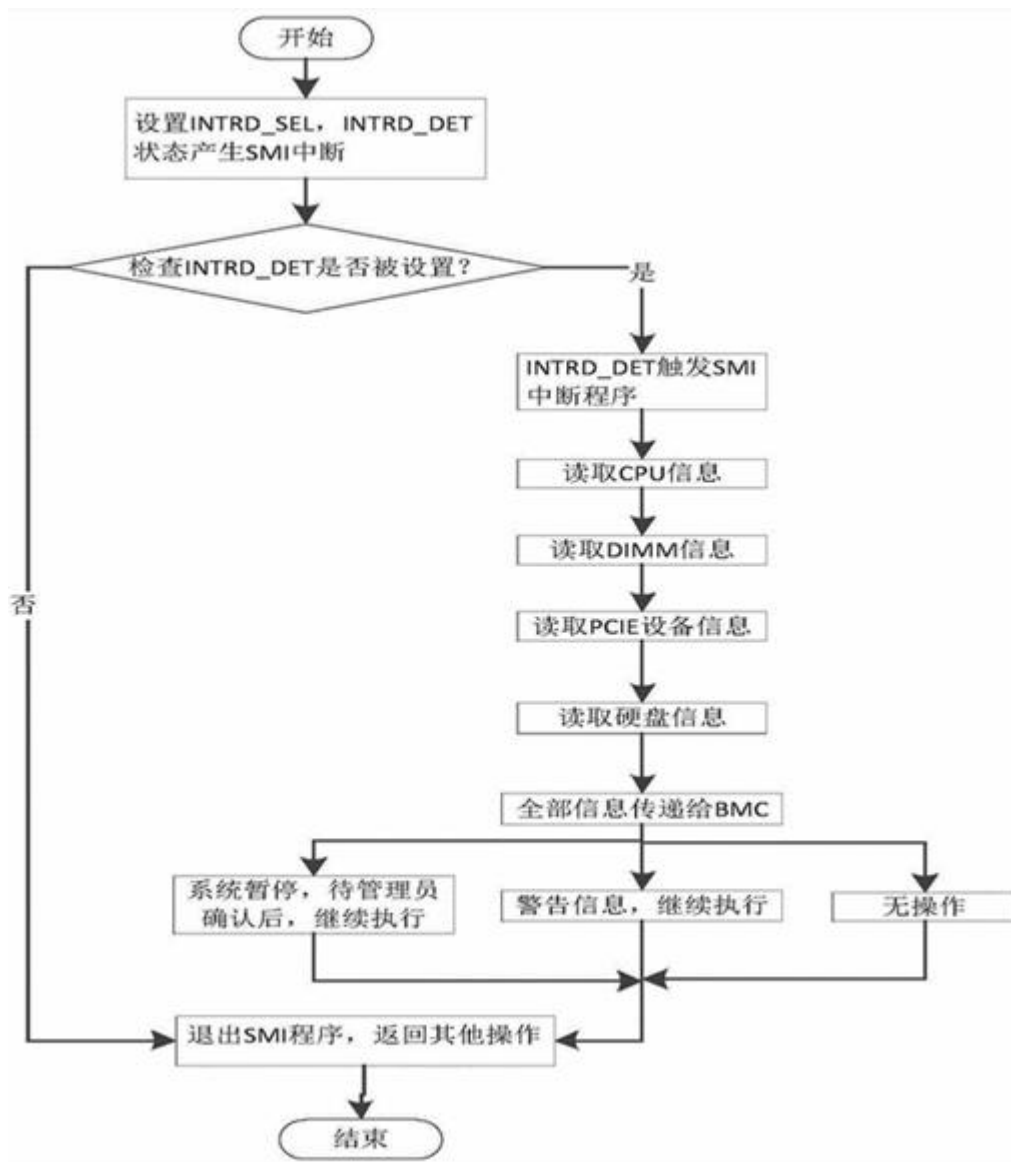 开始
设置INTRD_SEL，INTRD_DET
状态产生SMI中断
检查INTRD_DET是否被设置？
是
INTRD_DET触发SMI
中断程序
读取CPU信息
读取DIMM信息
否
读取PCIE设备信息
读取硬盘信息
全部信息传递给BMC
系统暂停，待管理员
确认后，继续执行
警告信息，继续执行
无操作
退出SMI程序，返回其他操作
结束